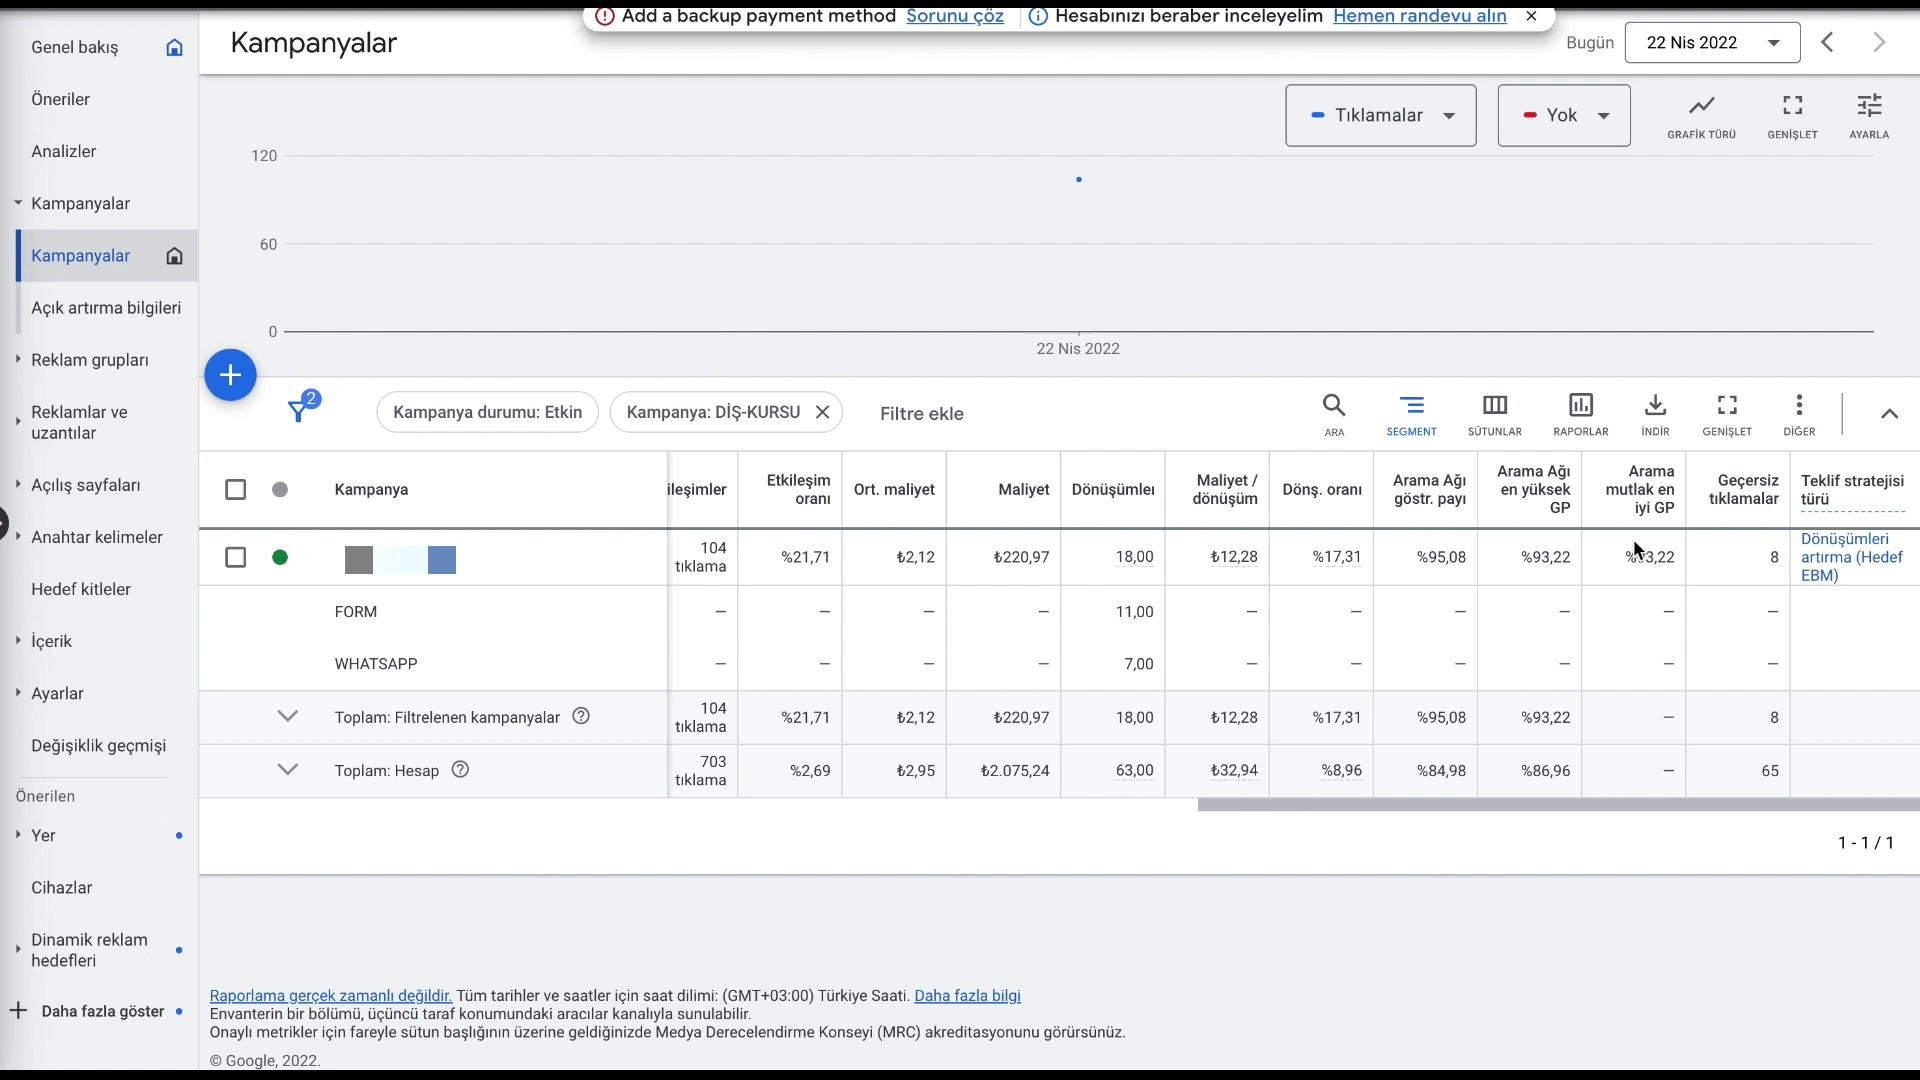 Add a backup payment method Sorunu çöz Hesabınızı beraber inceleyelim Hemen randevu alın
Genel bakış
Öneriler
Analizler
Kampanyalar
Kampanyalar
Açık artırma bilgileri
Reklam grupları
Reklamlar ve
uzantılar
Açılış sayfaları
Anahtar kelimeler
Hedef kitleler
İçerik
Ayarlar
Değişiklik geçmişi
Önerilen
Yer
Cihazlar
Dinamik reklam
hedefleri
Daha fazla göster
Kampanyalar
Bugün 22 Nis 2022
Tıklamalar Yok GRAFİK TÜRÜ GENİŞLET AYARLA
120
60
0
22 Nis 2022
2 Kampanya durumu: Etkin Kampanya: DİŞ-KURSU Filtre ekle ARA SEGMENT SÜTUNLAR RAPORLAR İNDİR GENİŞLET DİĞER
Kampanya ileşimler Etkileşim oranı Ort. maliyet Maliyet Dönüşümler Maliyet / dönüşüm Dönş. oranı Arama Ağı göstr. payı Arama Ağı en yüksek GP Arama mutlak en iyi GP Geçersiz tıklamalar Teklif stratejisi türü
104 tıklama %21,71 ₺2,12 ₺220,97 18,00 ₺12,28 %17,31 %95,08 %93,22 3,22 8 Dönüşümleri artırma (Hedef EBM)
FORM – – – – 11,00 – – – – – –
WHATSAPP – – – – 7,00 – – – – – –
Toplam: Filtrelenen kampanyalar 104 tıklama %21,71 ₺2,12 ₺220,97 18,00 ₺12,28 %17,31 %95,08 %93,22 – 8
Toplam: Hesap 703 tıklama %2,69 ₺2,95 ₺2.075,24 63,00 ₺32,94 %8,96 %84,98 %86,96 – 65
1 - 1 / 1
Raporlama gerçek zamanlı değildir. Tüm tarihler ve saatler için saat dilimi: (GMT+03:00) Türkiye Saati. Daha fazla bilgi
Envanterin bir bölümü, üçüncü taraf konumundaki aracılar kanalıyla sunulabilir.
Onaylı metrikler için fareyle sütun başlığının üzerine geldiğinizde Medya Derecelendirme Konseyi (MRC) akreditasyonunu görürsünüz.
© Google, 2022.